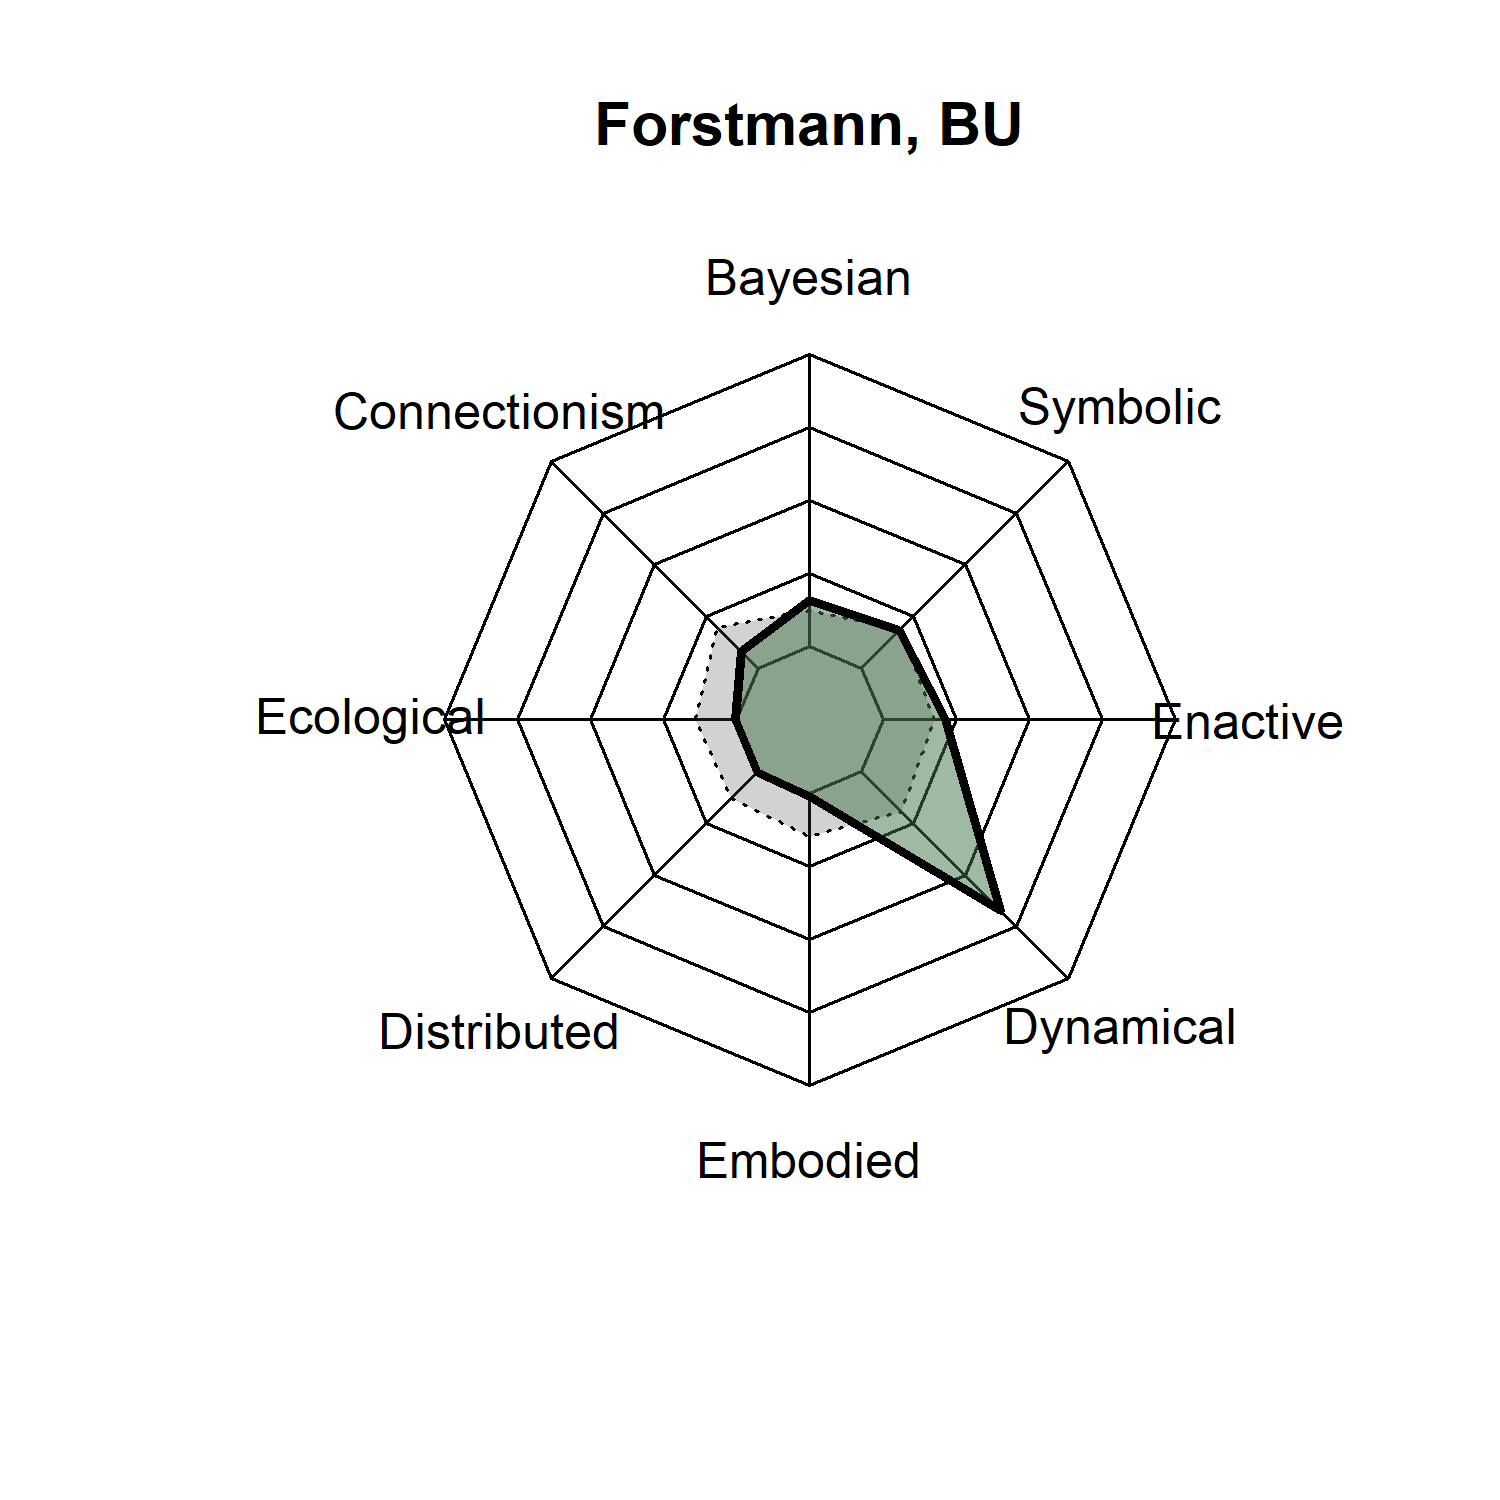 Forstmann, BU
Bayesian
Connectionism
Symbolic
Ecological
Enactive
Distributed
Dynamical
Embodied